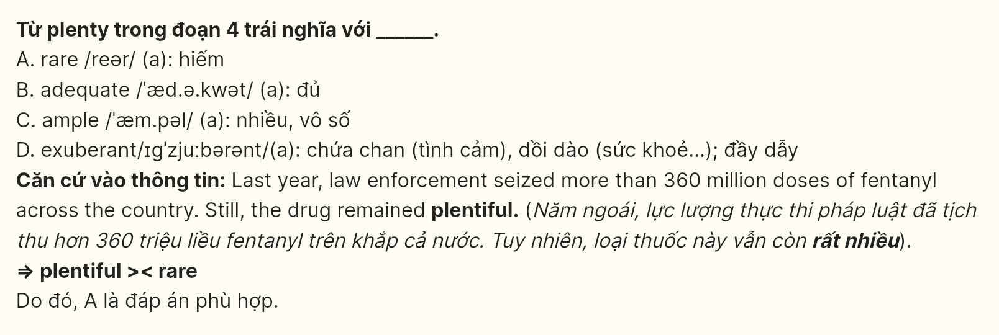 Từ plenty trong đoạn 4 trái nghĩa với ______.
A. rare /reər/ (a): hiếm
B. adequate /ˈæd.ə.kwət/ (a): đủ
C. ample /ˈæm.pəl/ (a): nhiều, vô số
D. exuberant/ɪɡˈzjuːbərənt/(a): chứa chan (tình cảm), dồi dào (sức khoẻ...); đầy dẫy
Căn cứ vào thông tin: Last year, law enforcement seized more than 360 million doses of fentanyl
across the country. Still, the drug remained plentiful. (Năm ngoái, lực lượng thực thi pháp luật đã tịch
thu hơn 360 triệu liều fentanyl trên khắp cả nước. Tuy nhiên, loại thuốc này vẫn còn rất nhiều).
⇒ plentiful >< rare
Do đó, A là đáp án phù hợp.